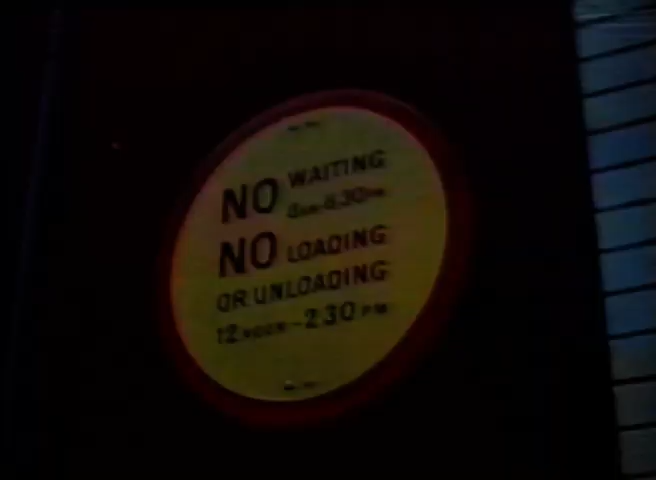 NO WAITING
8AM-6.30PM
NO LOADING
OR UNLOADING
12 NOON-2.30 PM